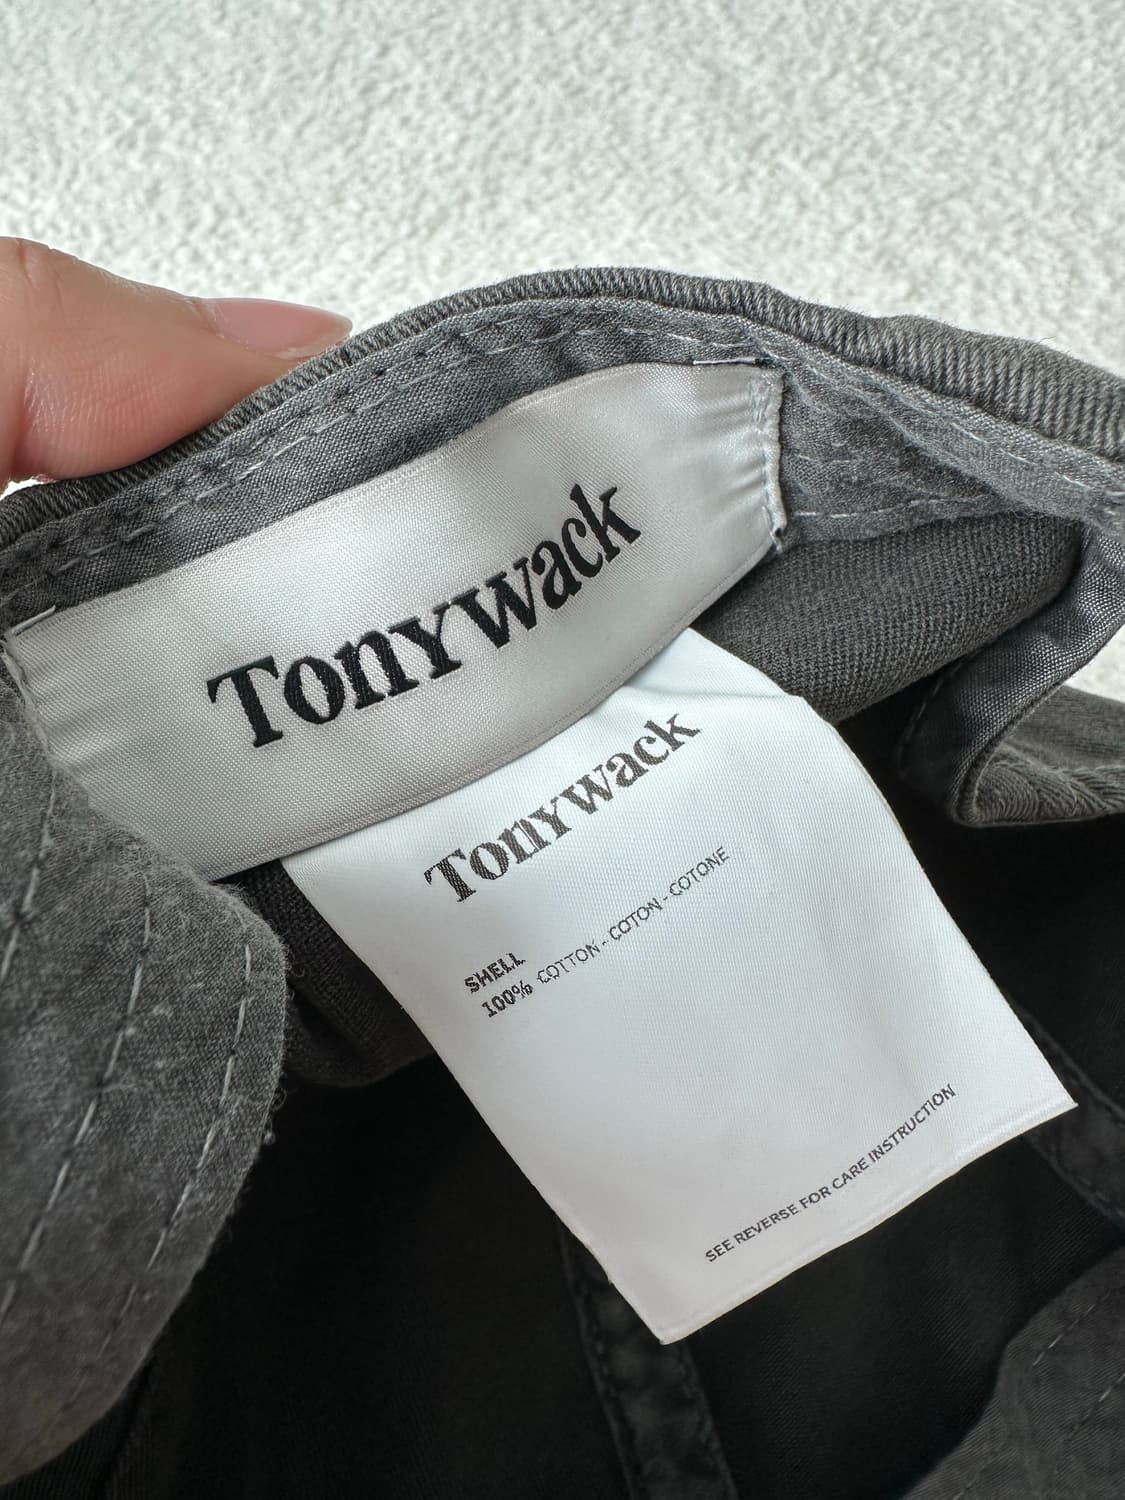 Tonywack
Tonywack
SHELL
100% COTTON - COTON - COTONE
SEE REVERSE FOR CARE INSTRUCTION